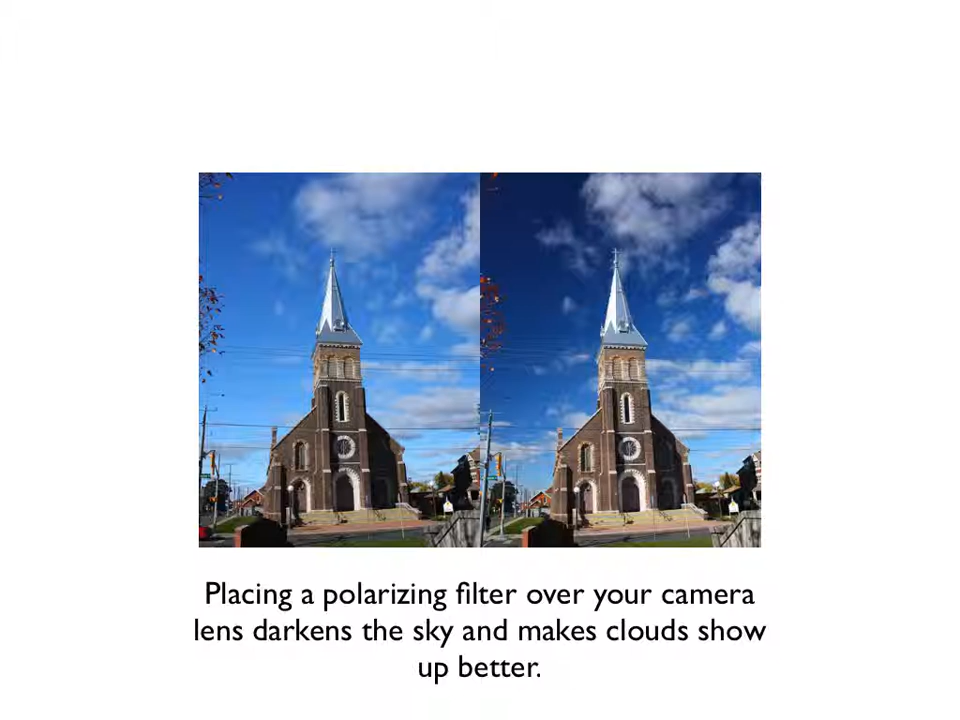 Placing a polarizing filter over your camera
lens darkens the sky and makes clouds show
up better.